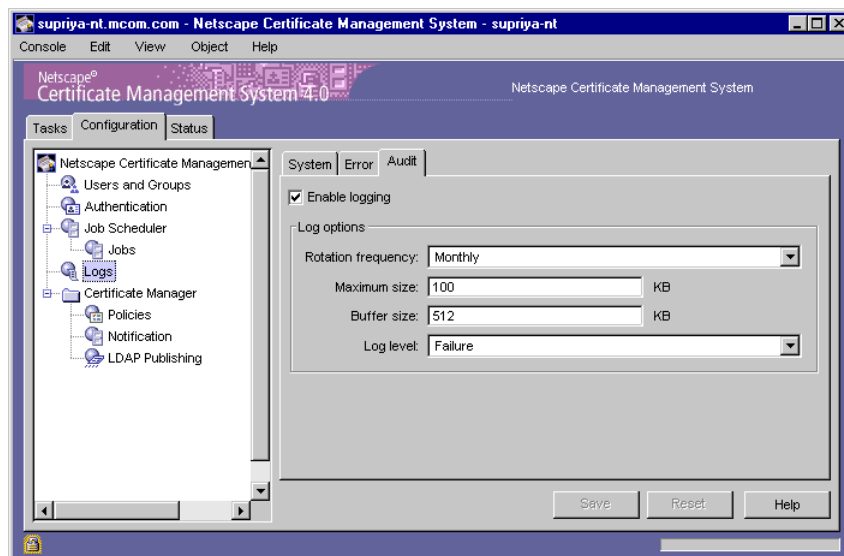 supriya-nt.mcom.com - Netscape Certificate Management System - supriya-nt
Console Edit View Object Help
Netscape®
Certificate Management System 4.0
Netscape Certificate Management System
Tasks Configuration Status
Netscape Certificate Managemen
Users and Groups
Authentication
Job Scheduler
Jobs
Logs
Certificate Manager
Policies
Notification
LDAP Publishing
System Error Audit
Enable logging
Log options
Rotation frequency: Monthly
Maximum size: 100 KB
Buffer size: 512 KB
Log level: Failure
Save Reset Help